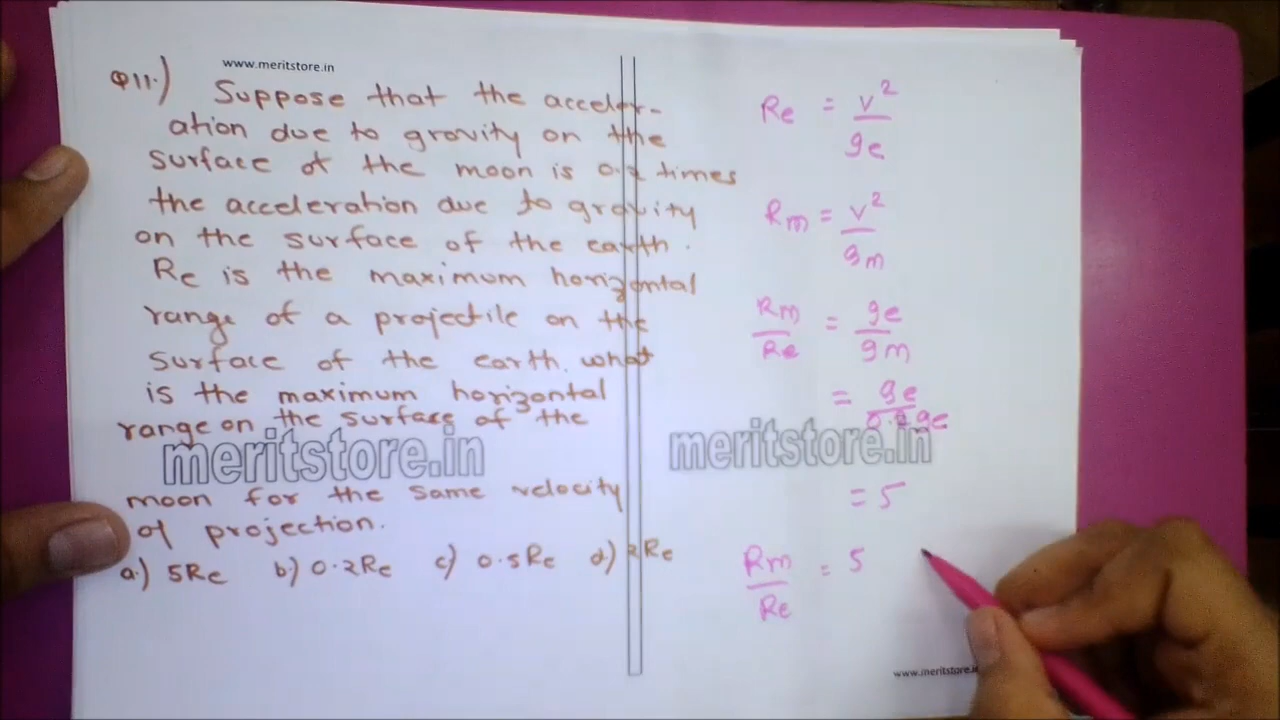 www.meritstore.in
Q11.) Suppose that the acceler-
ation due to gravity on the
surface of the moon is 0.2 times
the acceleration due to gravity
on the surface of the earth.
Re is the maximum horizontal
range of a projectile on the
surface of the earth. what
is the maximum horizontal
range on the surface of the
meritstore.in
moon for the same velocity
of projection.
a.) 5Re b.) 0.2Re c) 0.5Re d) 2Re
Re = v²
ge
Rm = v²
gm
Rm = ge
Re gm
= ge
0.2ge
meritstore.in
= 5
Rm = 5
Re
www.meritstore.in